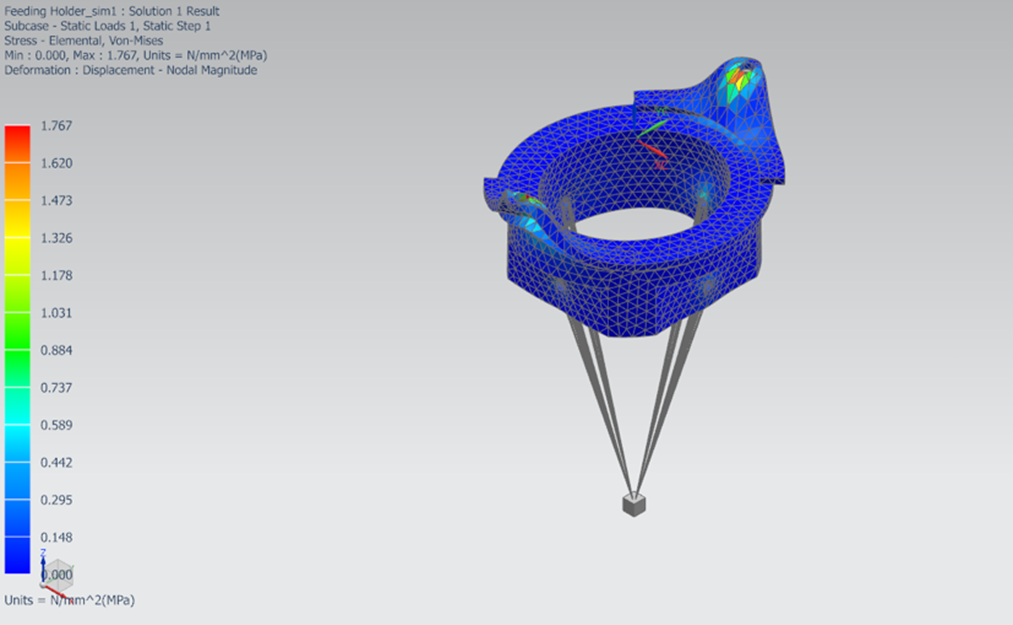 Feeding Holder_sim1 : Solution 1 Result
Subcase - Static Loads 1, Static Step 1
Stress - Elemental, Von-Mises
Min : 0.000, Max : 1.767, Units = N/mm^2(MPa)
Deformation : Displacement - Nodal Magnitude
1.767
1.620
1.473
1.326
1.178
1.031
0.884
0.737
0.589
0.442
0.295
0.148
Z
0.000
Units = N/mm^2(MPa)
XC